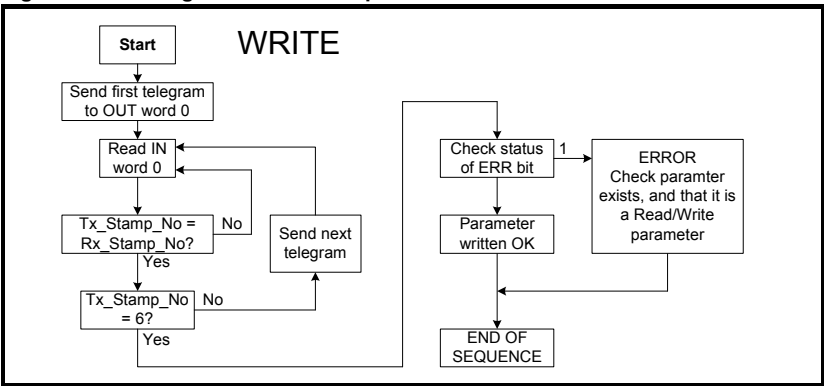 Start
WRITE
Send first telegram
to OUT word 0
Read IN
word 0
Tx_Stamp_No =
Rx_Stamp_No?
No
Yes
Send next
telegram
Tx_Stamp_No
= 6?
No
Yes
Check status
of ERR bit
1
ERROR
Check paramter
exists, and that it is
a Read/Write
parameter
Parameter
written OK
END OF
SEQUENCE